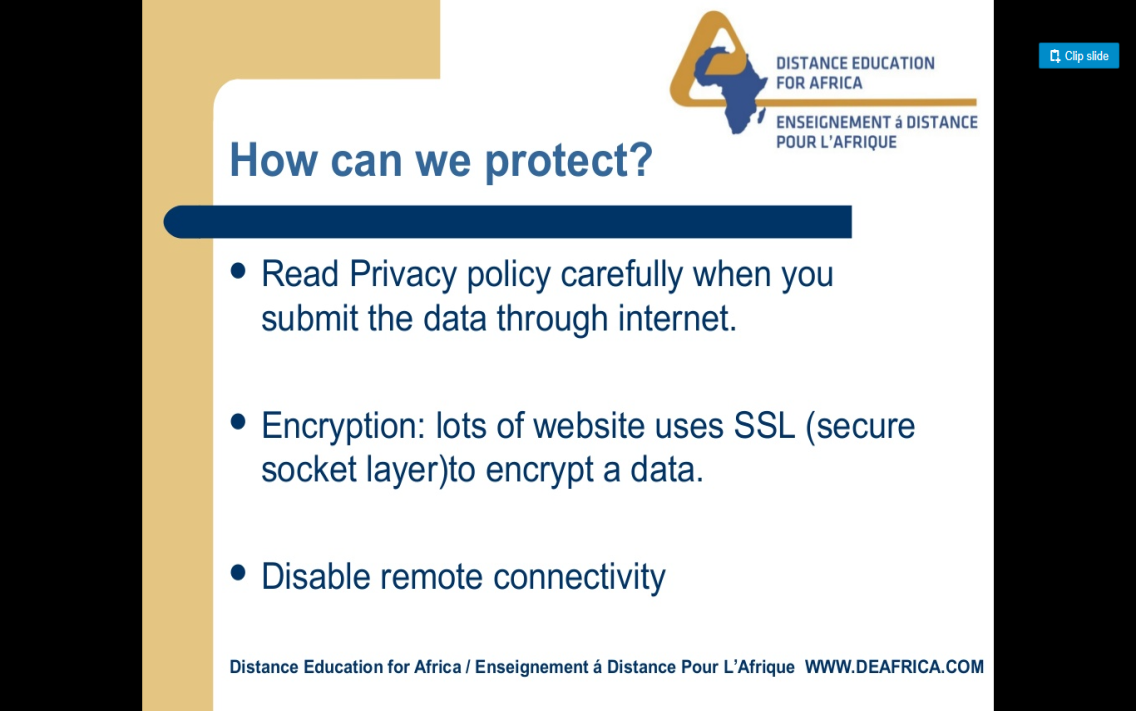 Clip slide
DISTANCE EDUCATION
FOR AFRICA
ENSEIGNEMENT á DISTANCE
POUR L'AFRIQUE
How can we protect?
• Read Privacy policy carefully when you
submit the data through internet.
• Encryption: lots of website uses SSL (secure
socket layer)to encrypt a data.
• Disable remote connectivity
Distance Education for Africa / Enseignement á Distance Pour L’Afrique WWW.DEAFRICA.COM